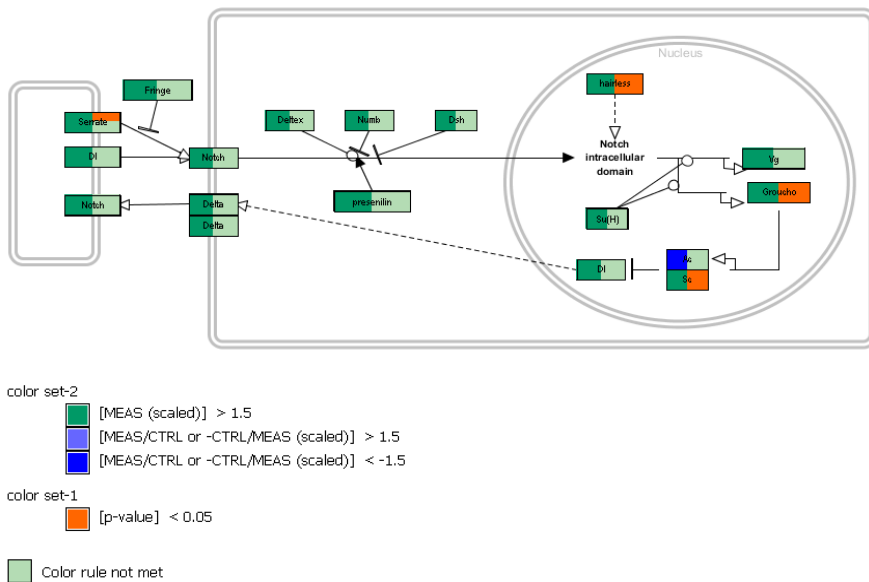 Nucleus
hairless
Fringe
Serrate
Deltex
Numb
Dsh
Dl
Notch
Notch
intracellular
domain
Vg
Groucho
Notch
Delta
presenilin
Delta
Su(H)
Dl
Ac
Sc
color set-2
[MEAS (scaled)] > 1.5
[MEAS/CTRL or -CTRL/MEAS (scaled)] > 1.5
[MEAS/CTRL or -CTRL/MEAS (scaled)] < -1.5
color set-1
[p-value] < 0.05
Color rule not met